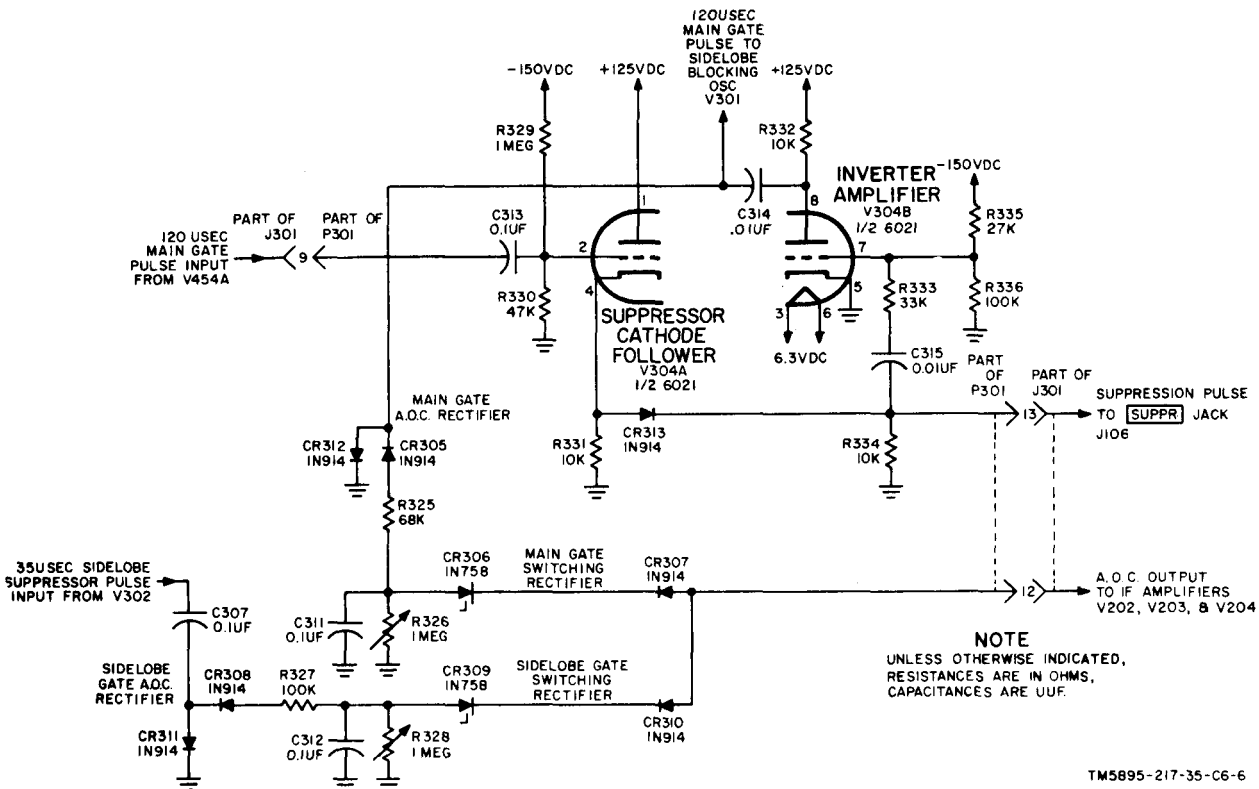 120USEC
MAIN GATE
PULSE TO
SIDELOBE
BLOCKING
OSC
V301
-150VDC
+125VDC
+125VDC
R329
1MEG
R332
10K
INVERTER
AMPLIFIER
V304B
1/2 6021
-150VDC
R335
27K
PART OF
J301
PART OF
P301
C313
0.1UF
1
C314
.01UF
8
120 USEC
MAIN GATE
PULSE INPUT
FROM V454A
9
2
7
4
5
3
6
R330
47K
R333
33K
R336
100K
SUPPRESSOR
CATHODE
FOLLOWER
V304A
1/2 6021
6.3VDC
C315
0.01UF
PART
OF
P301
PART OF
J301
MAIN GATE
A.O.C. RECTIFIER
13
SUPPRESSION PULSE
TO SUPPR JACK
J106
CR312
1N914
CR305
1N914
R331
10K
CR313
1N914
R334
10K
R325
68K
35USEC SIDELOBE
SUPPRESSOR PULSE
INPUT FROM V302
CR306
1N758
MAIN GATE
SWITCHING
RECTIFIER
CR307
1N914
12
A.O.C. OUTPUT
TO IF AMPLIFIERS
V202, V203, & V204
C307
0.1UF
C311
0.1UF
R326
1MEG
NOTE
UNLESS OTHERWISE INDICATED,
RESISTANCES ARE IN OHMS,
CAPACITANCES ARE UUF.
SIDELOBE
GATE A.O.C.
RECTIFIER
CR308
1N914
R327
100K
CR309
1N758
SIDELOBE GATE
SWITCHING
RECTIFIER
CR310
1N914
CR311
1N914
C312
0.1UF
R328
1MEG
TM5895-217-35-C6-6